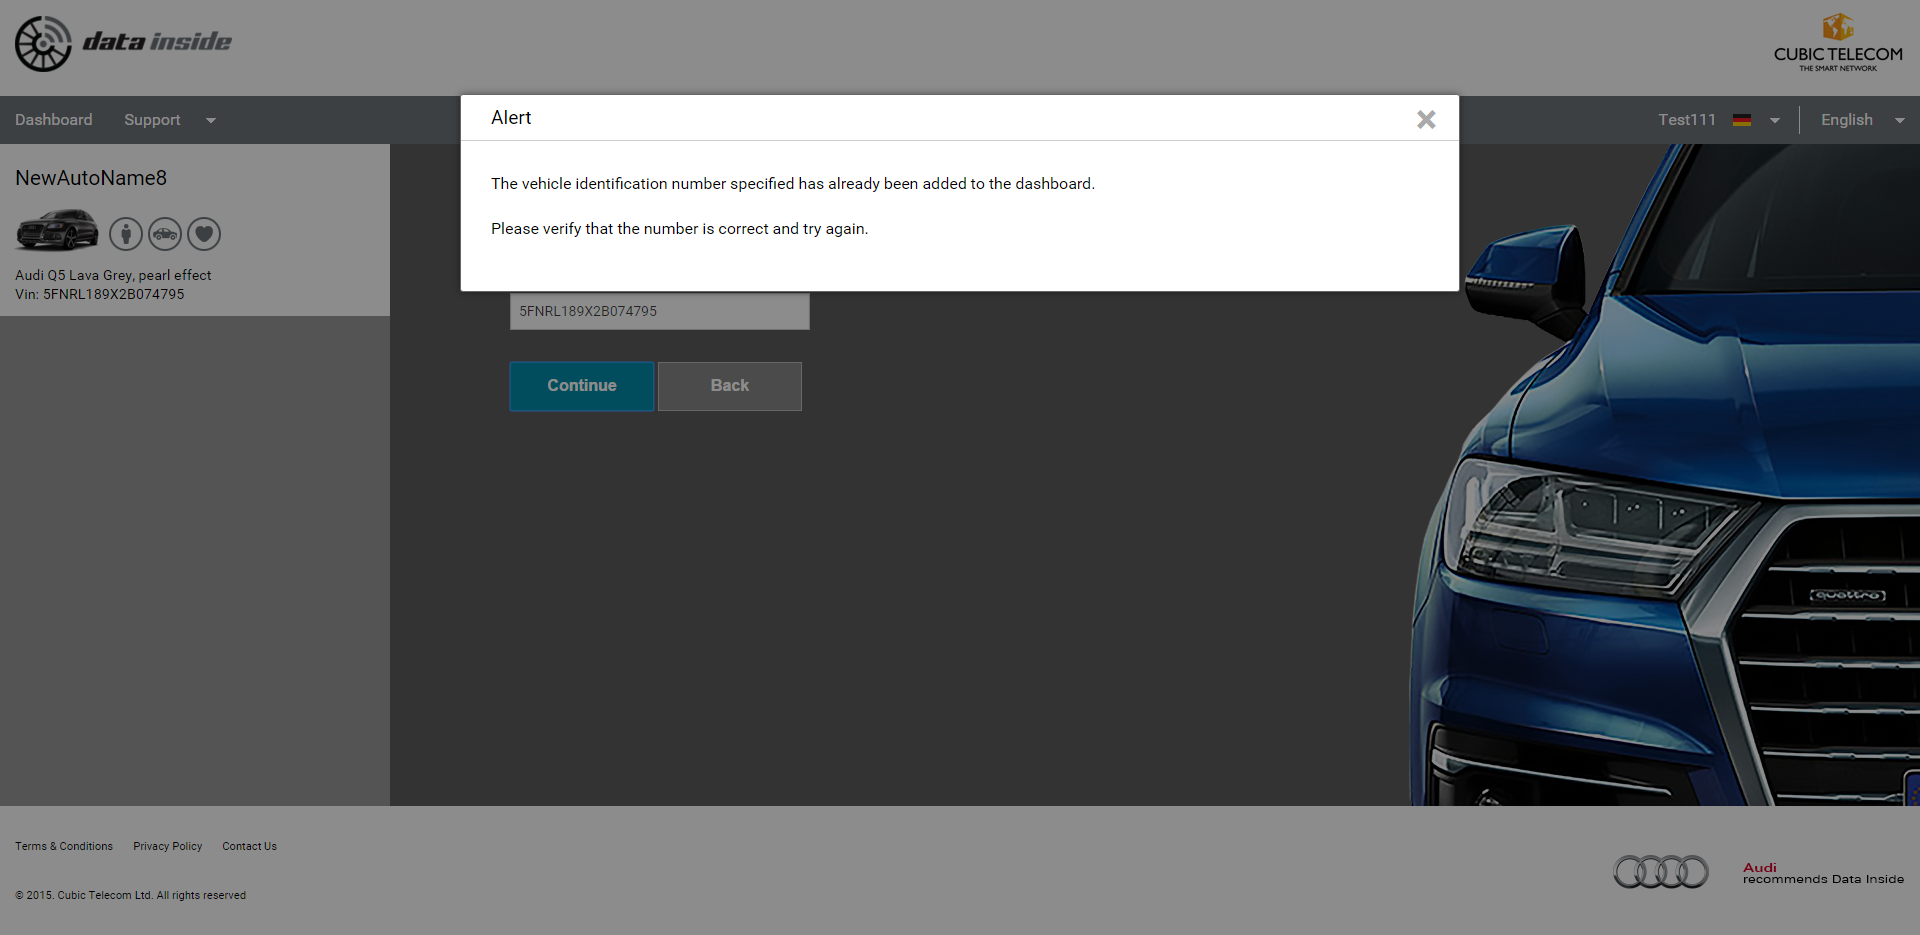 data inside
CUBIC TELECOM
THE SMART NETWORK
Dashboard
Support
Test111
English
Alert
The vehicle identification number specified has already been added to the dashboard.
Please verify that the number is correct and try again.
NewAutoName8
Audi Q5 Lava Grey, pearl effect
Vin: 5FNRL189X2B074795
5FNRL189X2B074795
Continue
Back
quattro
Terms & Conditions
Privacy Policy
Contact Us
© 2015. Cubic Telecom Ltd. All rights reserved
Audi
recommends Data Inside